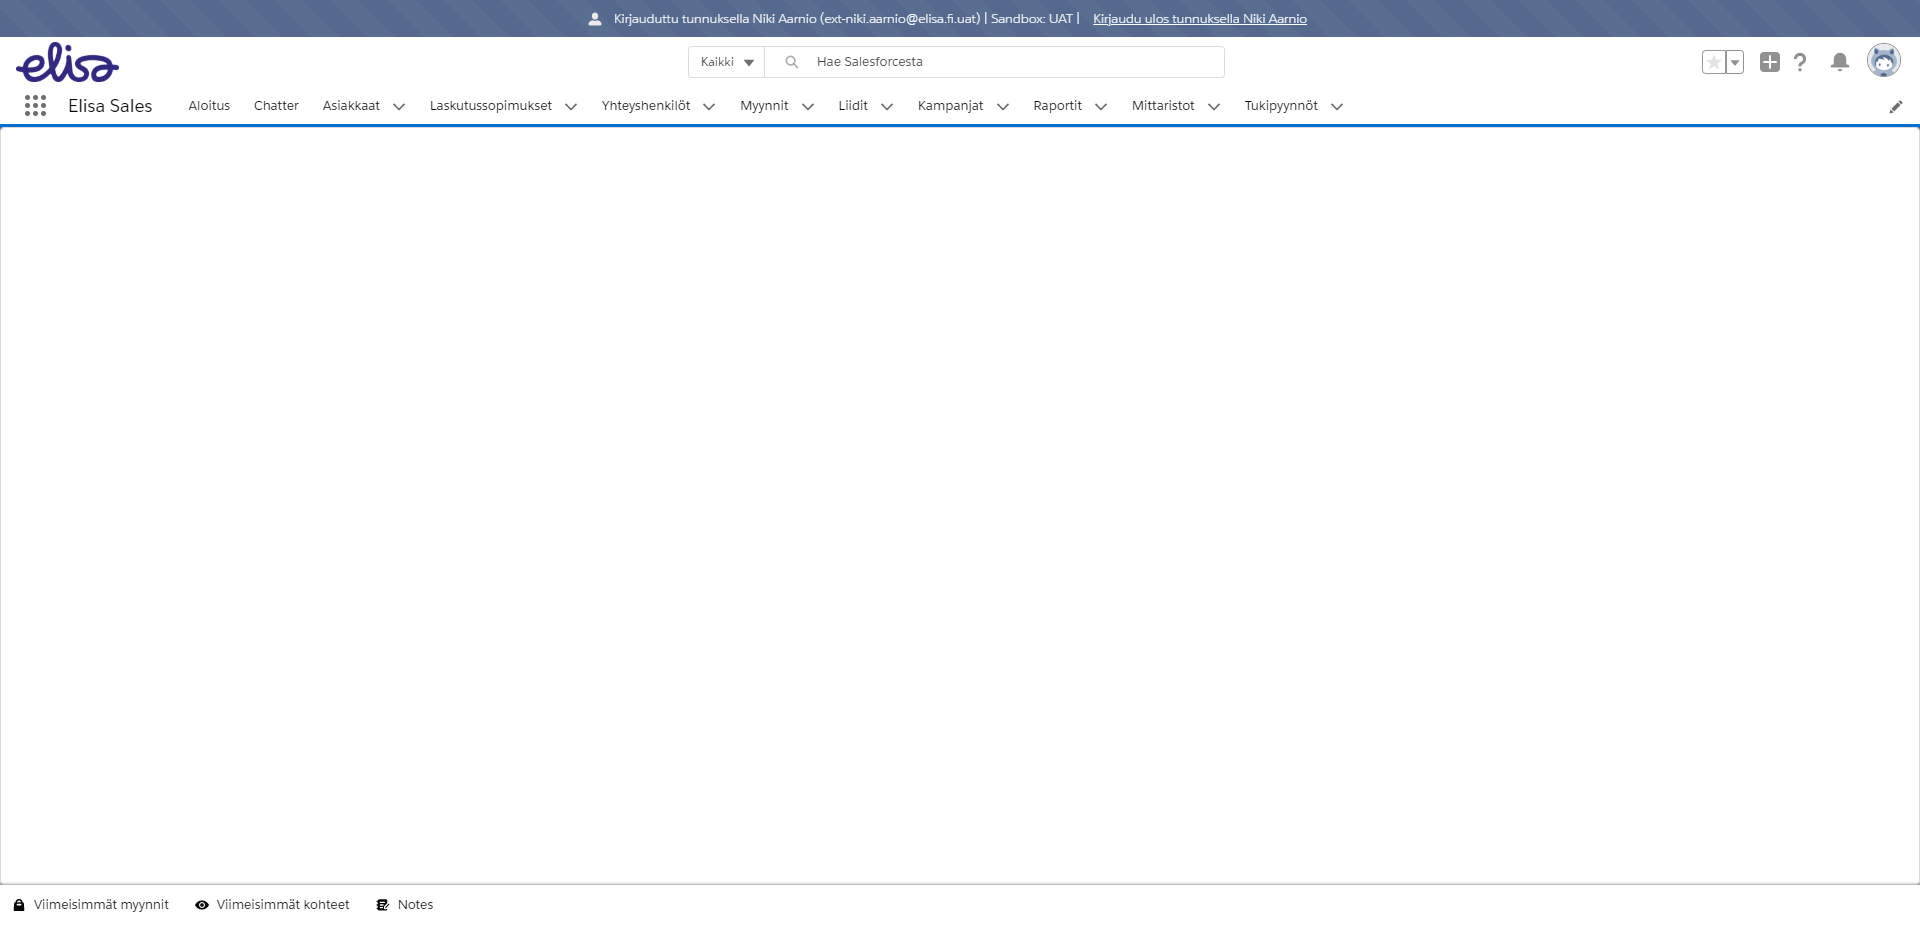 Kirjauduttu tunnuksella Niki Aarnio (ext-niki.aarnio@elisa.fi.uat) | Sandbox: UAT | Kirjaudu ulos tunnuksella Niki Aarnio
elisa
Kaikki Hae Salesforcesta
Elisa Sales Aloitus Chatter Asiakkaat Laskutussopimukset Yhteyshenkilöt Myynnit Liidit Kampanjat Raportit Mittaristot Tukipyynnöt
Viimeisimmät myynnit Viimeisimmät kohteet Notes